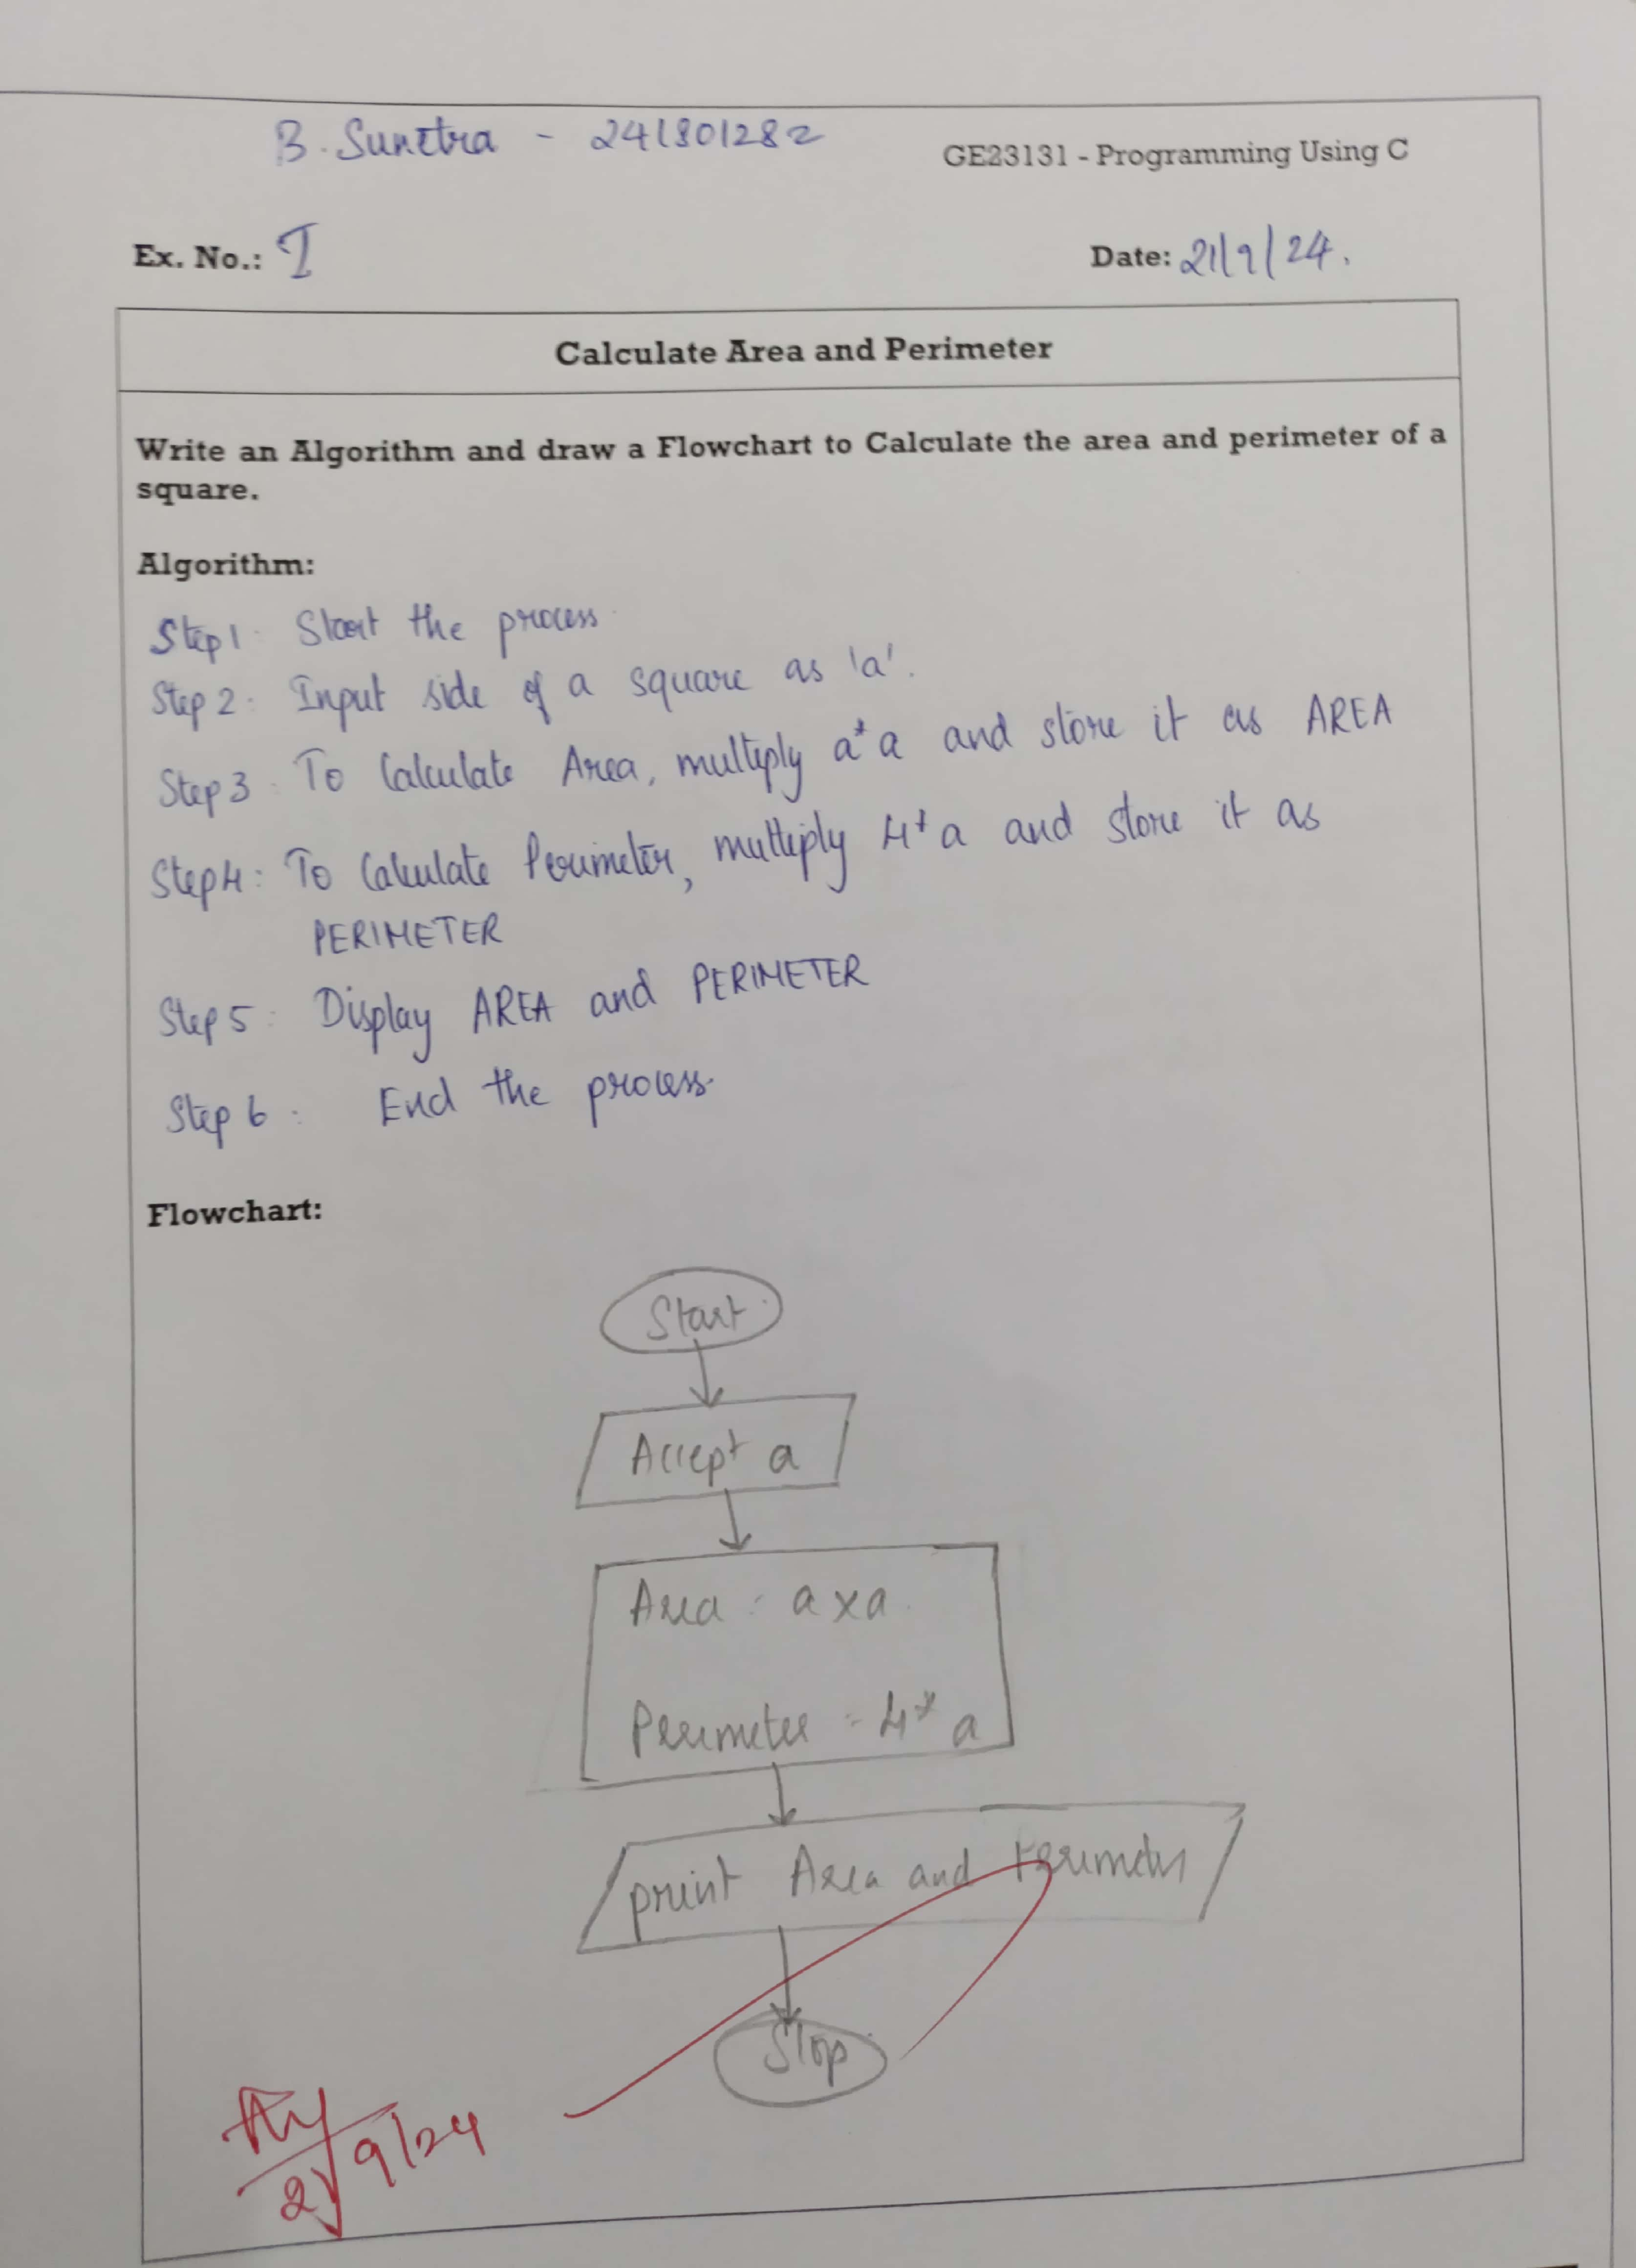 B. Sunetra - 241801282
GE23131 - Programming Using C
Ex. No.: I
Date: 21/9/24.
Calculate Area and Perimeter
Write an Algorithm and draw a Flowchart to Calculate the area and perimeter of a
square.
Algorithm:
Step 1: Start the process.
Step 2: Input side of a square as 'a'.
Step 3: To Calculate Area, multiply a*a and store it as AREA
Step 4: To Calculate Perimeter, multiply 4*a and store it as
PERIMETER
Step 5: Display AREA and PERIMETER
Step 6: End the process.
Flowchart:
Start
Accept a
Area = a x a
Perimeter = 4* a
print Area and Perimeter
Stop
21/9/24